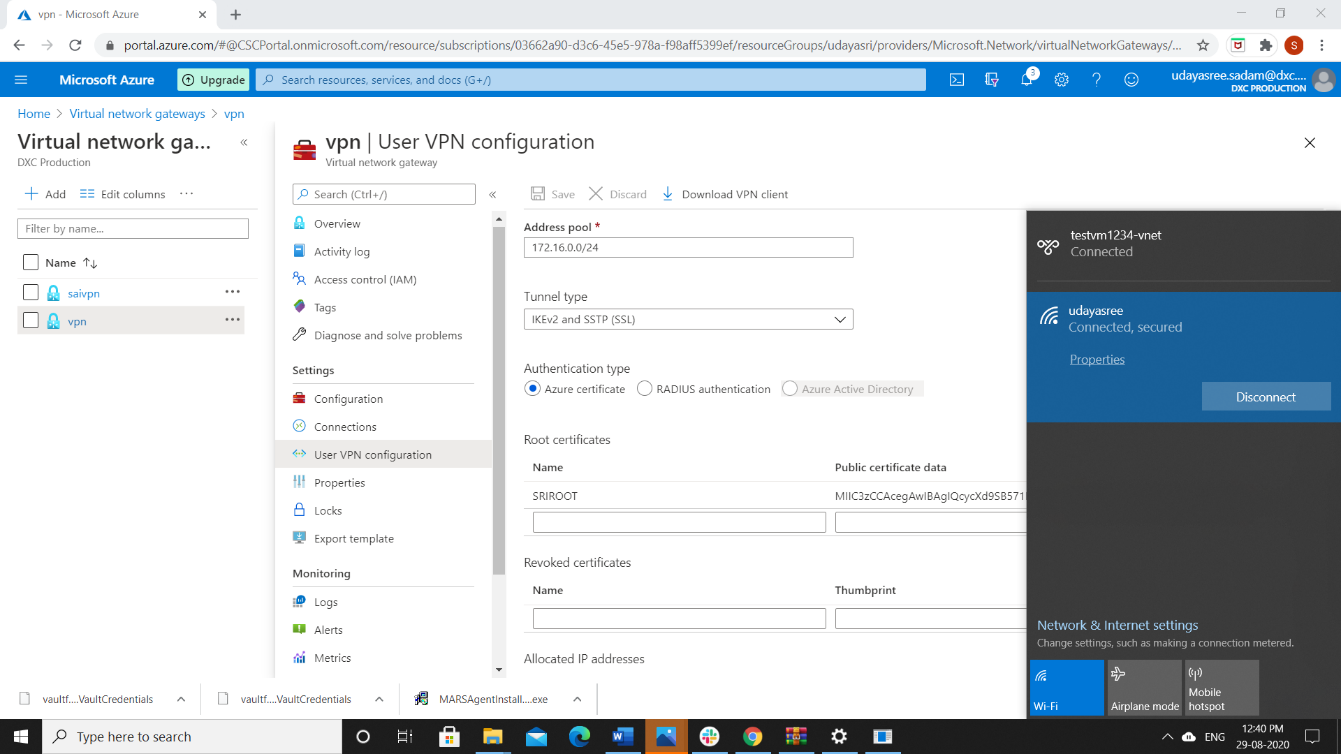 vpn - Microsoft Azure
portal.azure.com/#@CSCPortal.onmicrosoft.com/resource/subscriptions/03662a90-d3c6-45e5-978a-f98aff5399ef/resourceGroups/udayasri/providers/Microsoft.Network/virtualNetworkGateways/...
S
Microsoft Azure
Upgrade
Search resources, services, and docs (G+/)
3
udayasree.sadam@dxc....
DXC PRODUCTION
Home > Virtual network gateways > vpn
Virtual network ga... «
DXC Production
Add
Edit columns
...
Filter by name...
Name ↑↓
saivpn ...
vpn ...
vpn | User VPN configuration
Virtual network gateway
Search (Ctrl+/)
«
Overview
Activity log
Access control (IAM)
Tags
Diagnose and solve problems
Settings
Configuration
Connections
User VPN configuration
Properties
Locks
Export template
Monitoring
Logs
Alerts
Metrics
Save
Discard
Download VPN client
Address pool *
172.16.0.0/24
Tunnel type
IKEv2 and SSTP (SSL)
Authentication type
Azure certificate
RADIUS authentication
Azure Active Directory
Root certificates
Name Public certificate data
SRIROOT MIIC3zCCAcegAwIBAgIQcycXd9SB571
Revoked certificates
Name Thumbprint
Allocated IP addresses
testvm1234-vnet
Connected
udayasree
Connected, secured
Properties
Disconnect
Network & Internet settings
Change settings, such as making a connection metered.
Wi-Fi
Airplane mode
Mobile hotspot
vaultf....VaultCredentials
vaultf....VaultCredentials
MARSAgentInstall....exe
Type here to search
ENG
12:40 PM
29-08-2020